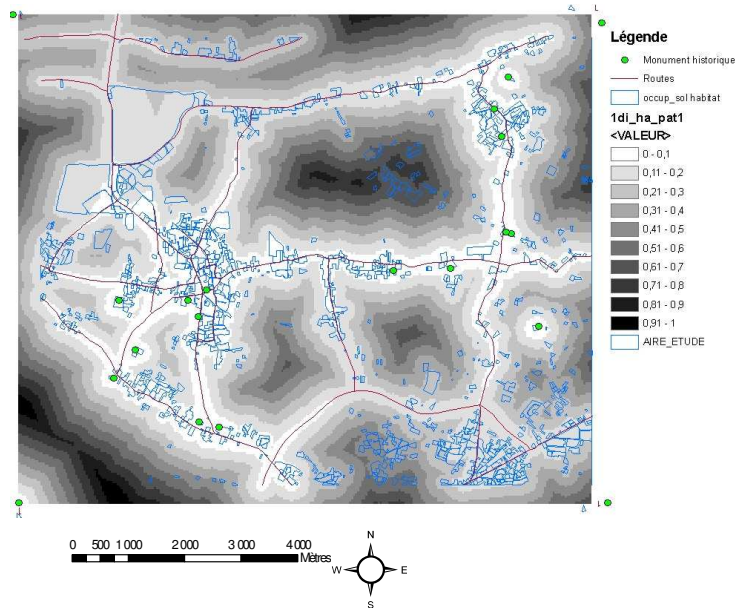 Légende
Monument historique
Routes
occup_sol habitat
1di_ha_pat1
<VALEUR>
0 - 0,1
0,11 - 0,2
0,21 - 0,3
0,31 - 0,4
0,41 - 0,5
0,51 - 0,6
0,61 - 0,7
0,71 - 0,8
0,81 - 0,9
0,91 - 1
AIRE_ETUDE
0 500 1 000 2 000 3 000 4 000
Mètres
N
W E
S